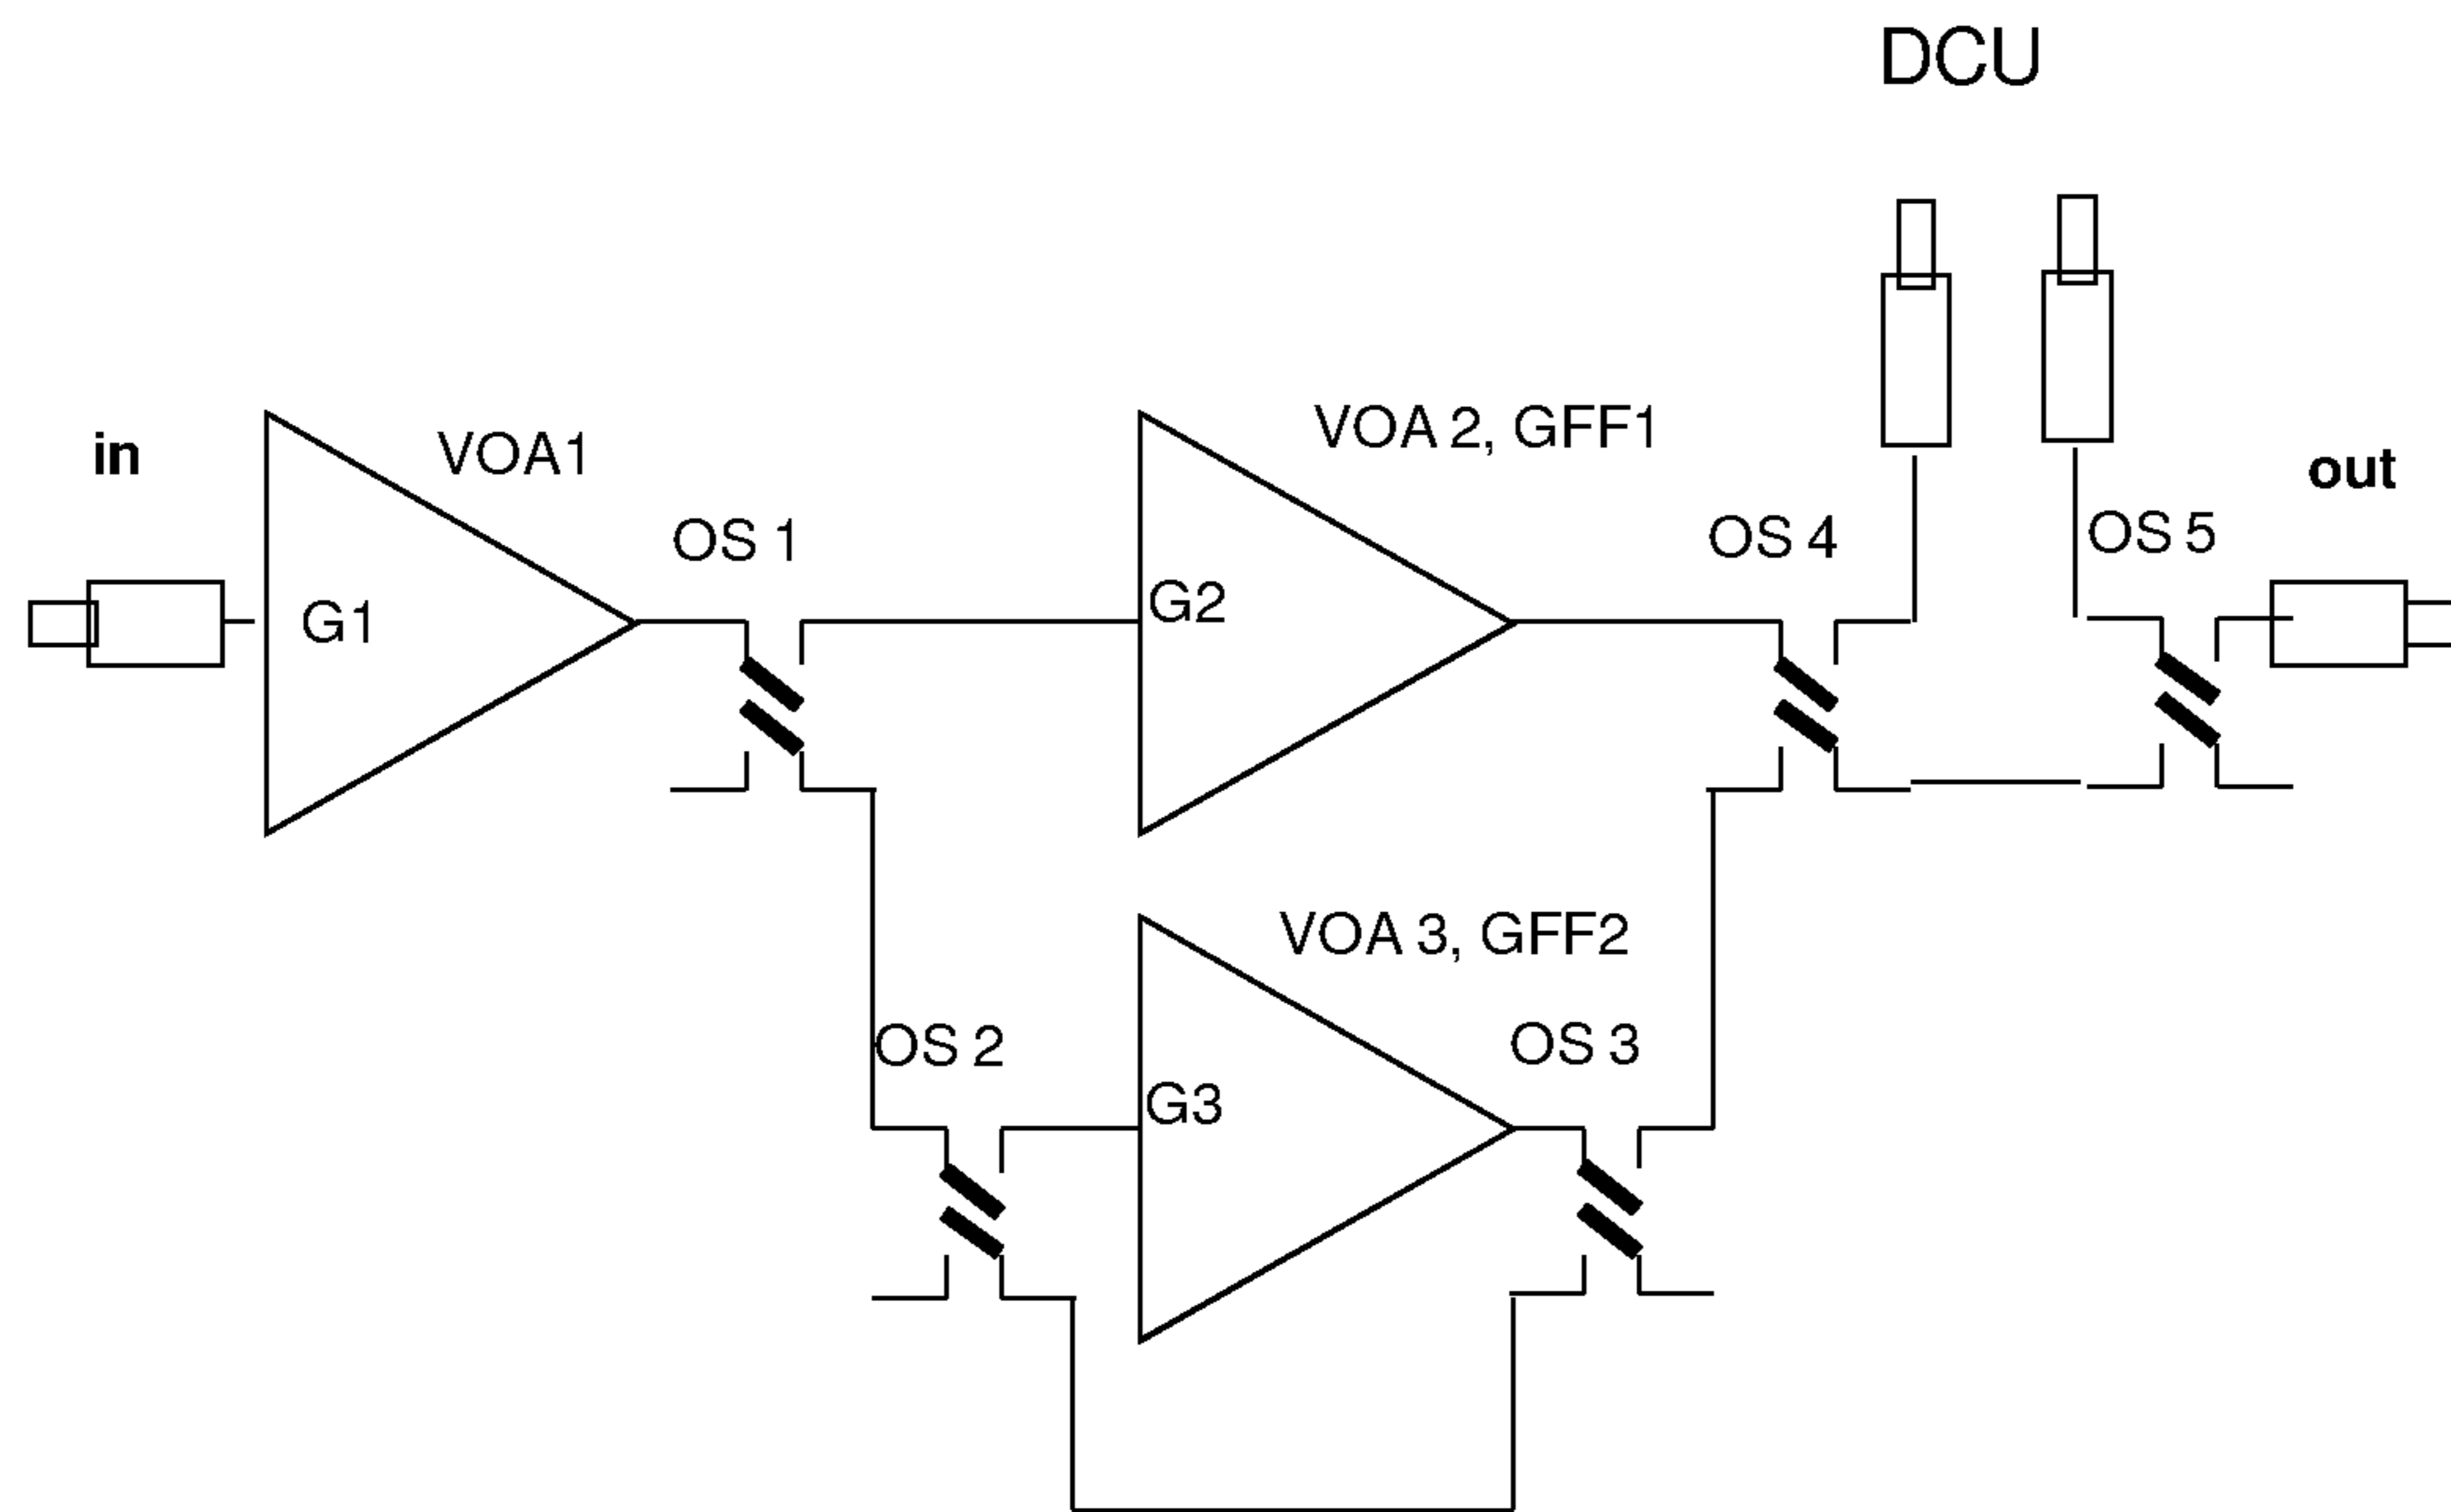 DCU
in
VOA1
VOA 2, GFF1
out
OS 1
OS 4
OS 5
G1
G2
VOA 3, GFF2
OS 2
OS 3
G3